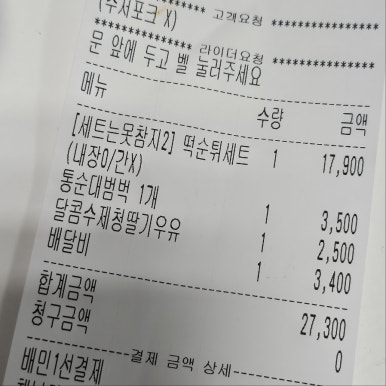 (수저포크 X)
************ 고객요청 ****************
************ 라이더요청 ***************
문 앞에 두고 벨 눌러주세요
메뉴 수량 금액
[세트는못참지2] 떡순튀세트 1 17,900
(내장O/간X)
통순대범벅 1개 1 3,500
달콤수제청딸기우유 1 2,500
배달비 1 3,400
합계금액 27,300
청구금액 0
결제 금액 상세
배민1선결제